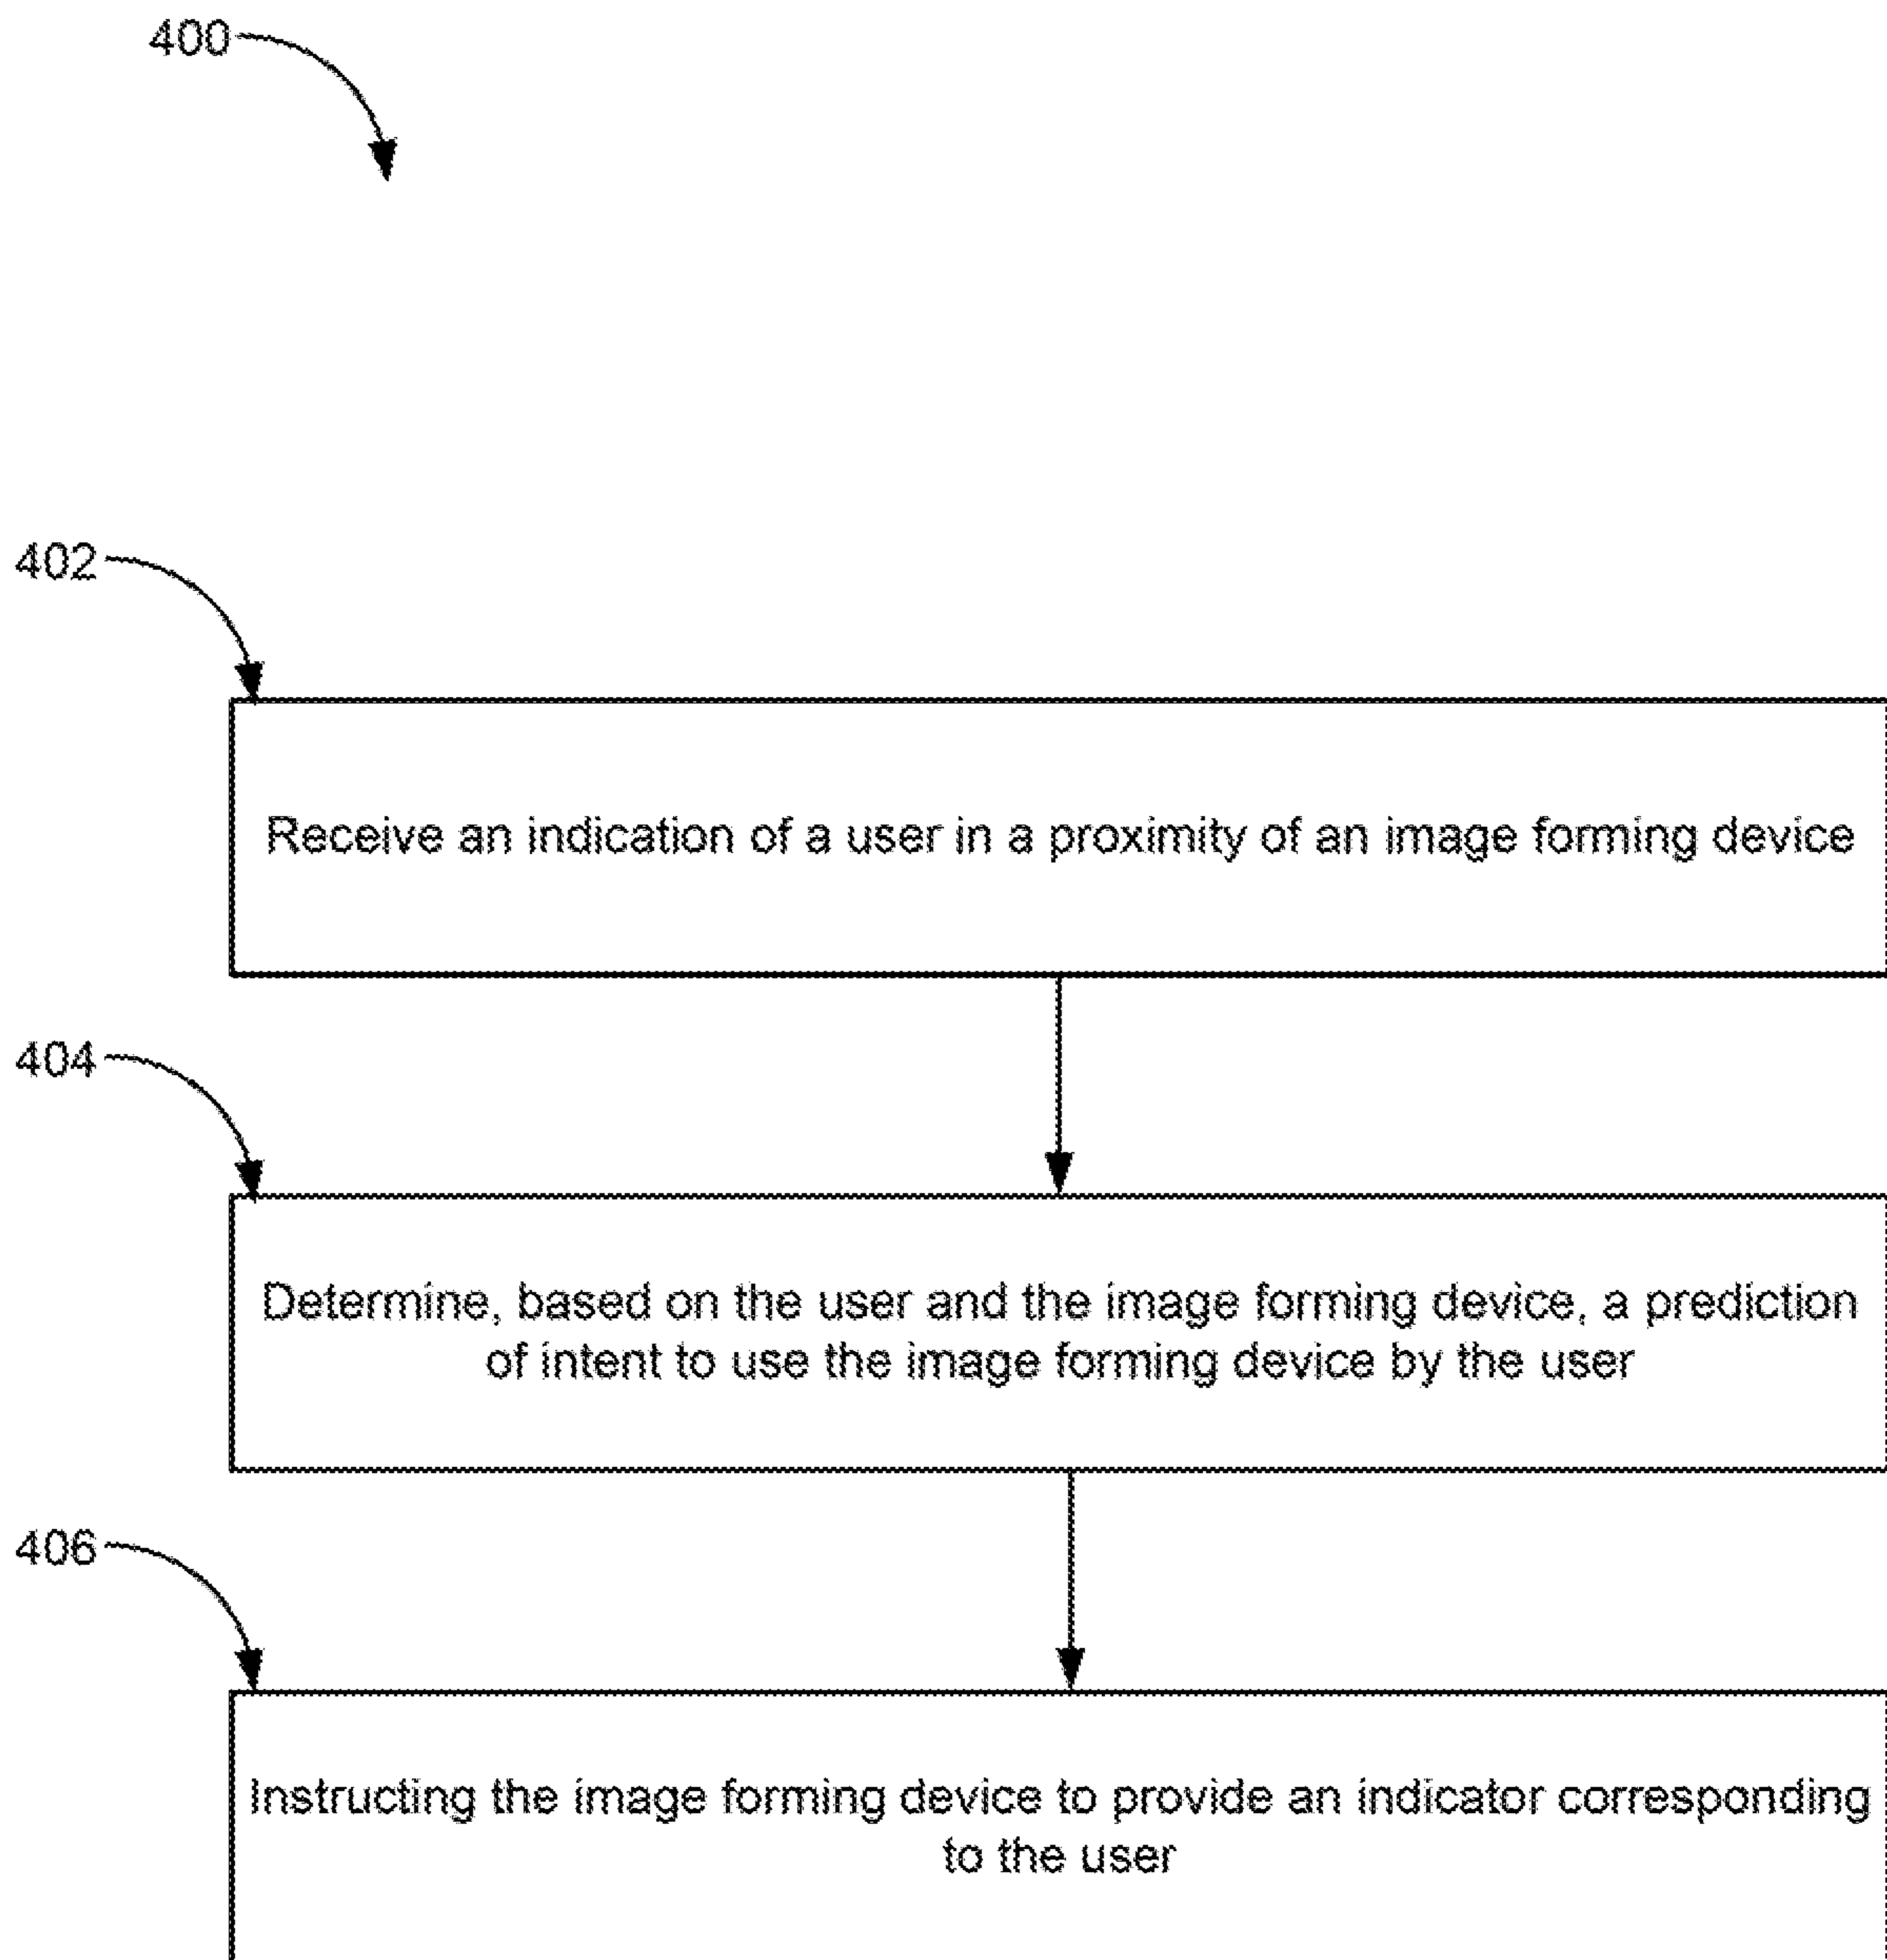 400
402
Receive an indication of a user in a proximity of an image forming device
404
Determine, based on the user and the image forming device, a prediction
of intent to use the image forming device by the user
406
Instructing the image forming device to provide an indicator corresponding
to the user